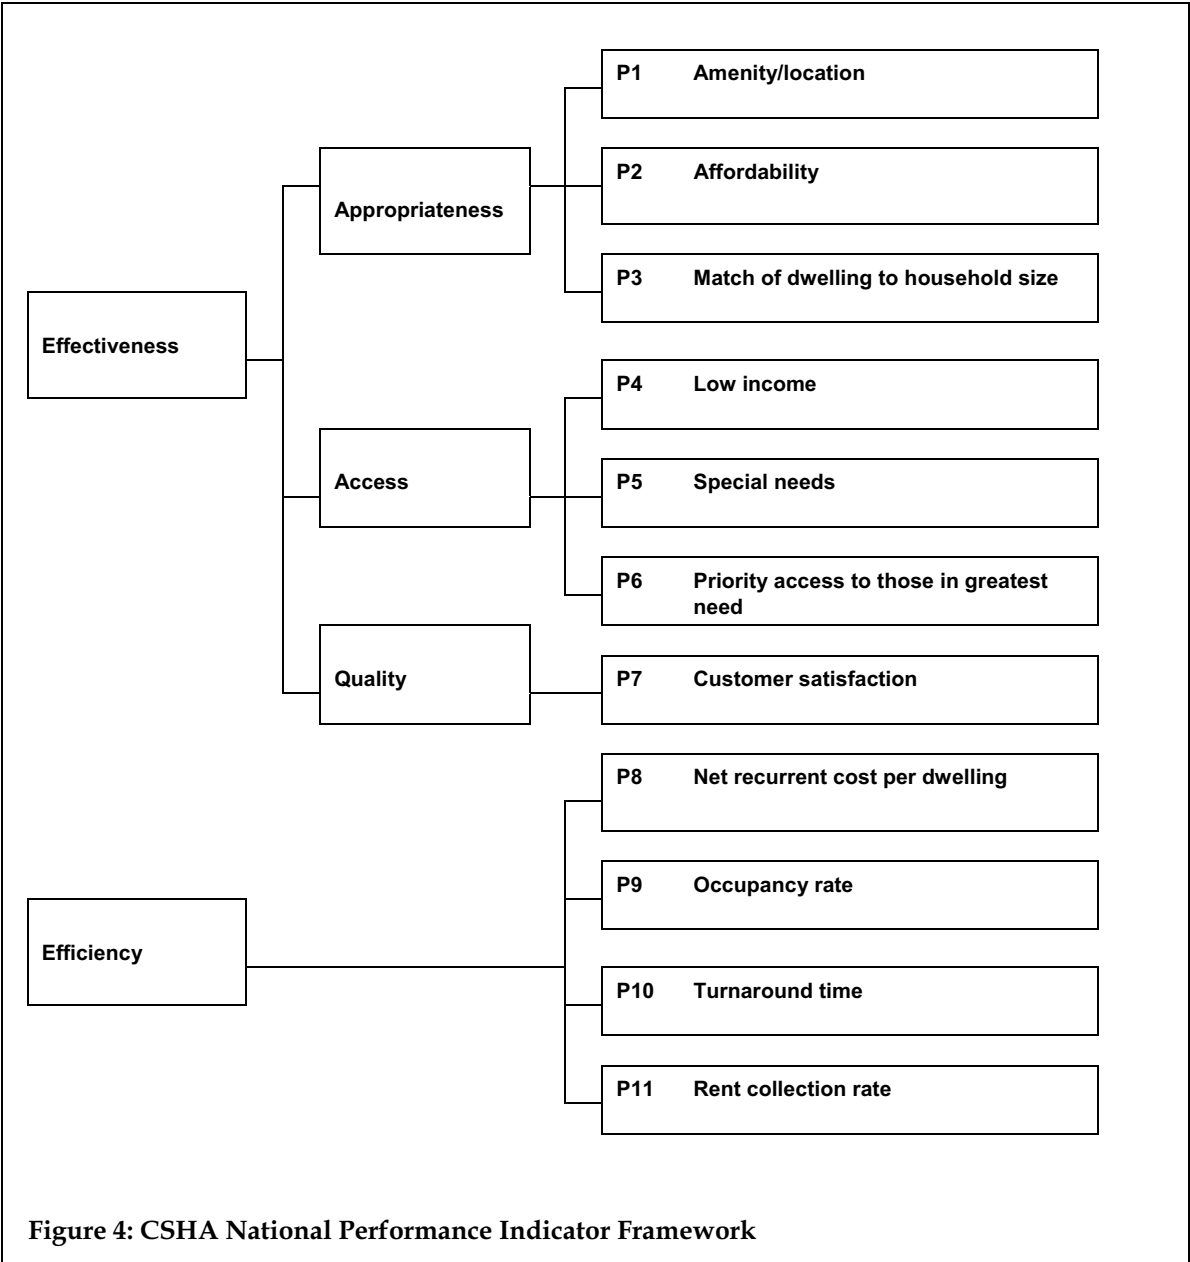 P1 Amenity/location
Appropriateness
P2 Affordability
P3 Match of dwelling to household size
Effectiveness
P4 Low income
Access
P5 Special needs
P6 Priority access to those in greatest
need
Quality
P7 Customer satisfaction
P8 Net recurrent cost per dwelling
P9 Occupancy rate
Efficiency
P10 Turnaround time
P11 Rent collection rate
Figure 4: CSHA National Performance Indicator Framework